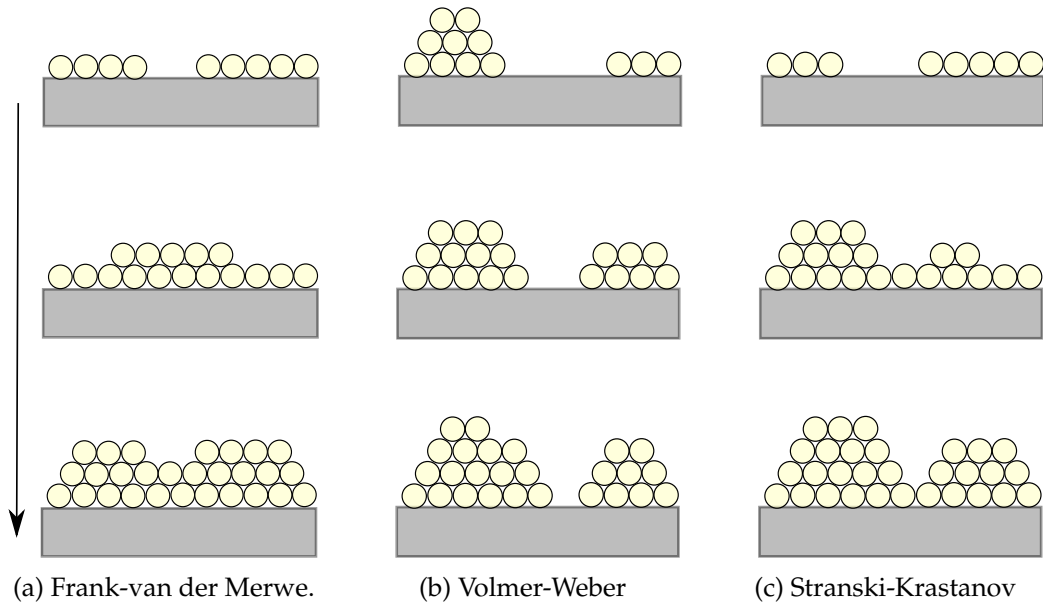 (a) Frank-van der Merwe.
(b) Volmer-Weber
(c) Stranski-Krastanov